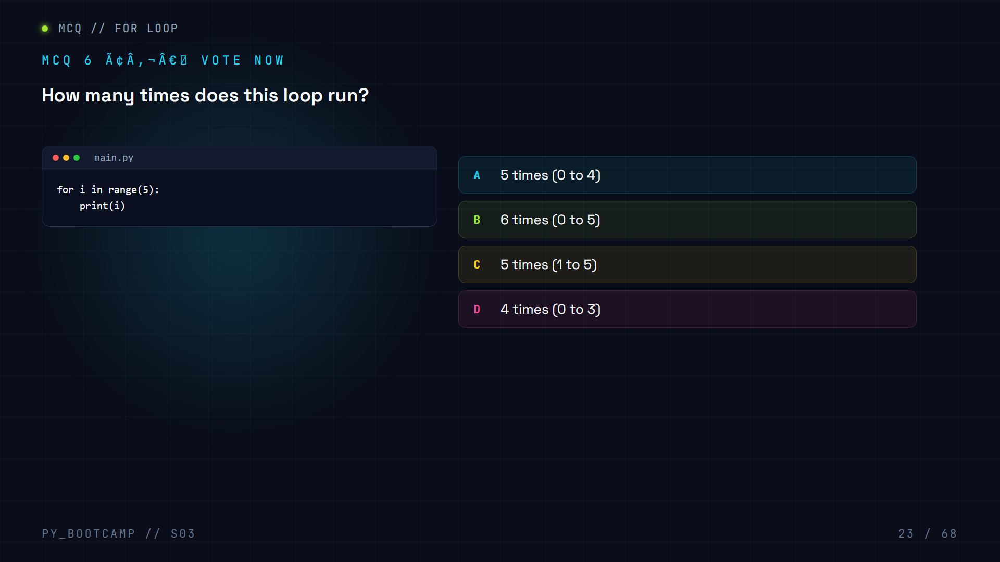 MCQ // FOR LOOP
MCQ 6 Ã¢Â‚¬Â€ VOTE NOW
How many times does this loop run?
main.py
for i in range(5):
    print(i)
A 5 times (0 to 4)
B 6 times (0 to 5)
C 5 times (1 to 5)
D 4 times (0 to 3)
PY_BOOTCAMP // S03
23 / 68